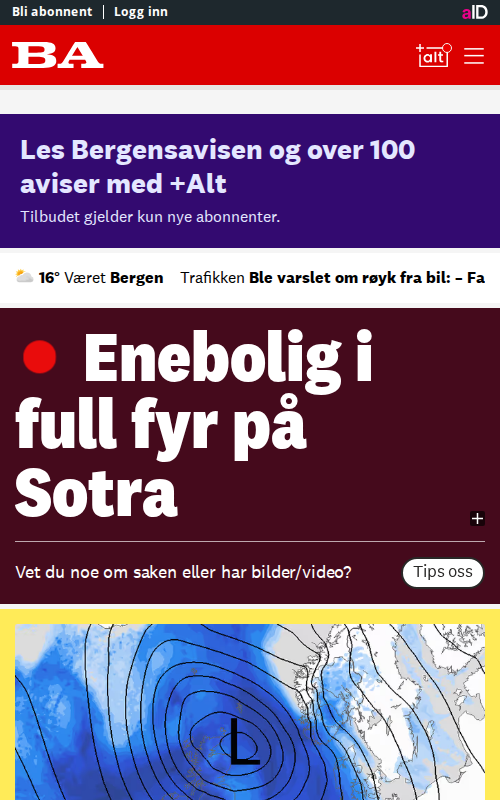 Bli abonnent | Logg inn
aID
BA
+alt
Les Bergensavisen og over 100
aviser med +Alt
Tilbudet gjelder kun nye abonnenter.
16° Været Bergen Trafikken Ble varslet om røyk fra bil: – Fa
Enebolig i
full fyr på
Sotra
Vet du noe om saken eller har bilder/video?
Tips oss
L